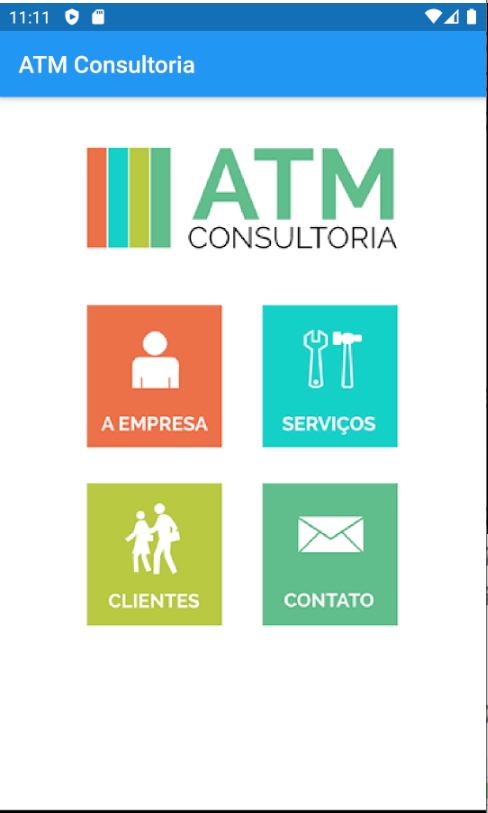 11:11
ATM Consultoria
ATM
CONSULTORIA
A EMPRESA
SERVIÇOS
CLIENTES
CONTATO